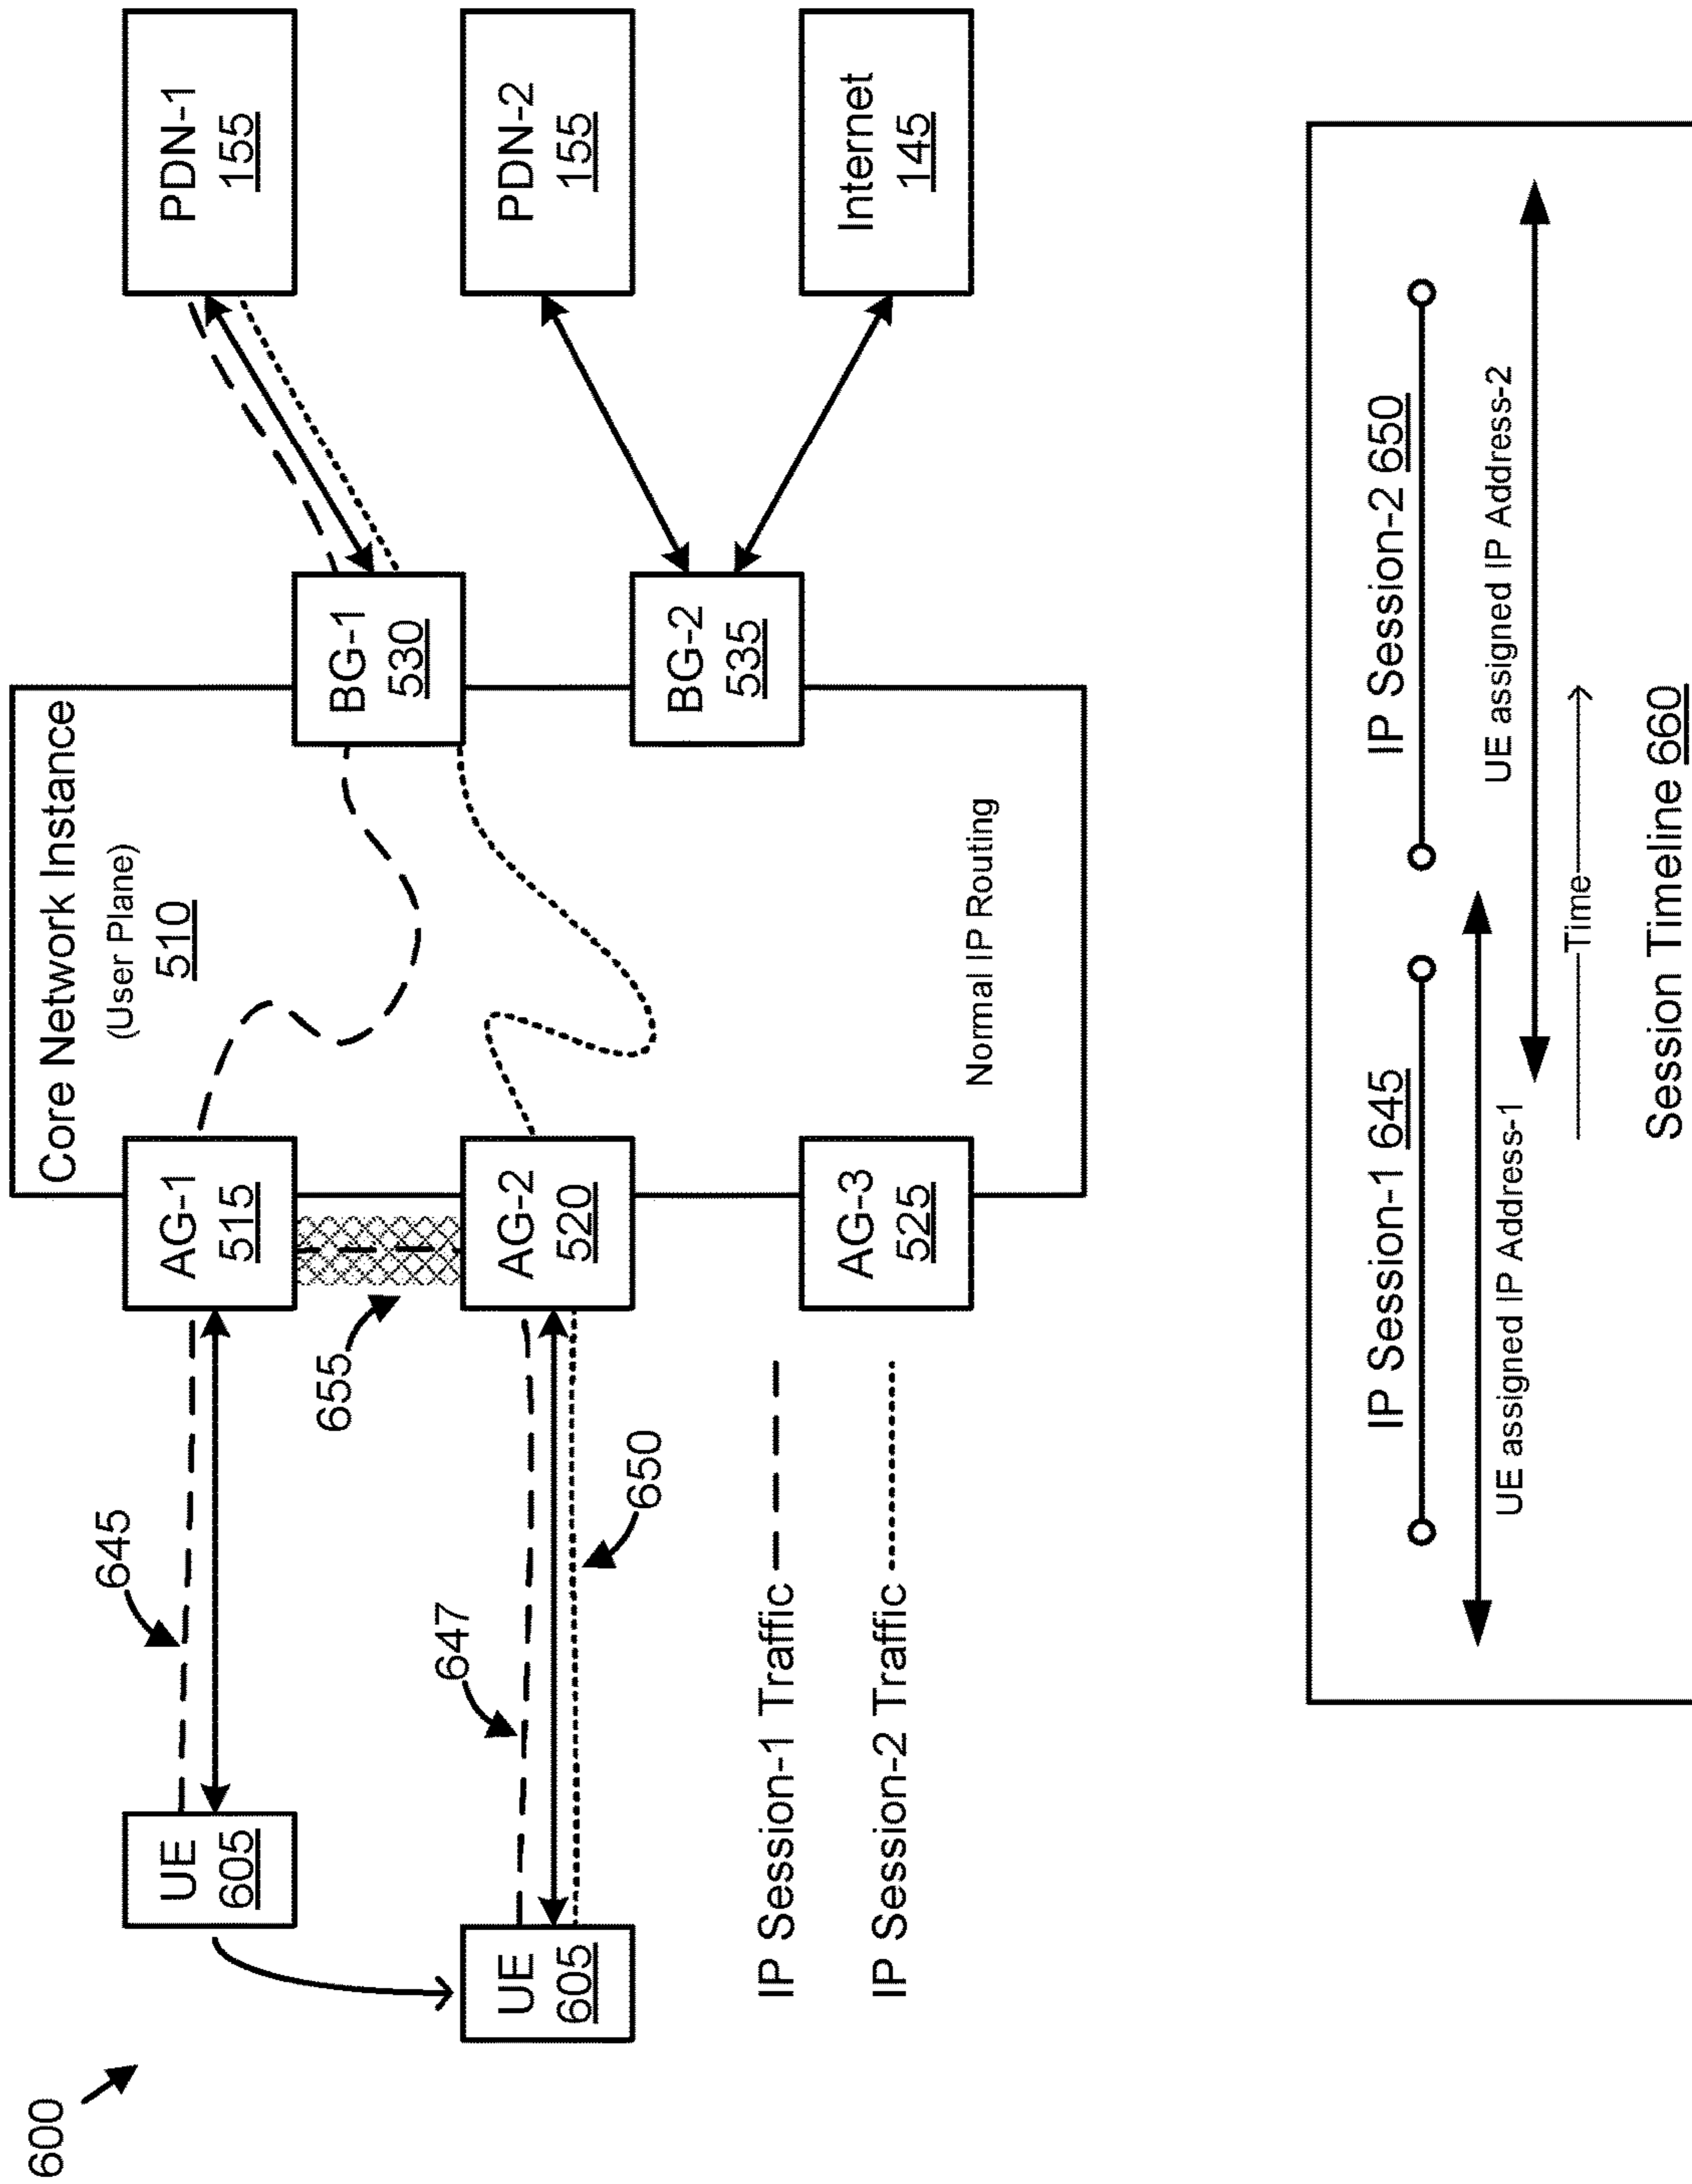 600
UE
605
UE
605
645
647
650
655
AG-1
515
AG-2
520
AG-3
525
Core Network Instance
(User Plane)
510
Normal IP Routing
BG-1
530
BG-2
535
PDN-1
155
PDN-2
155
Internet
145
IP Session-1 Traffic
IP Session-2 Traffic
IP Session-1 645
IP Session-2 650
UE assigned IP Address-1
UE assigned IP Address-2
Time
Session Timeline 660